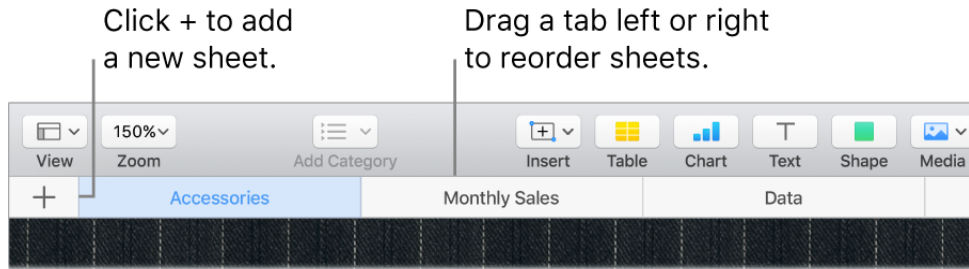 Click + to add
a new sheet.
Drag a tab left or right
to reorder sheets.
150%
View
Zoom
Add Category
Insert
Table
Chart
T
Text
Shape
Media
+
Accessories
Monthly Sales
Data